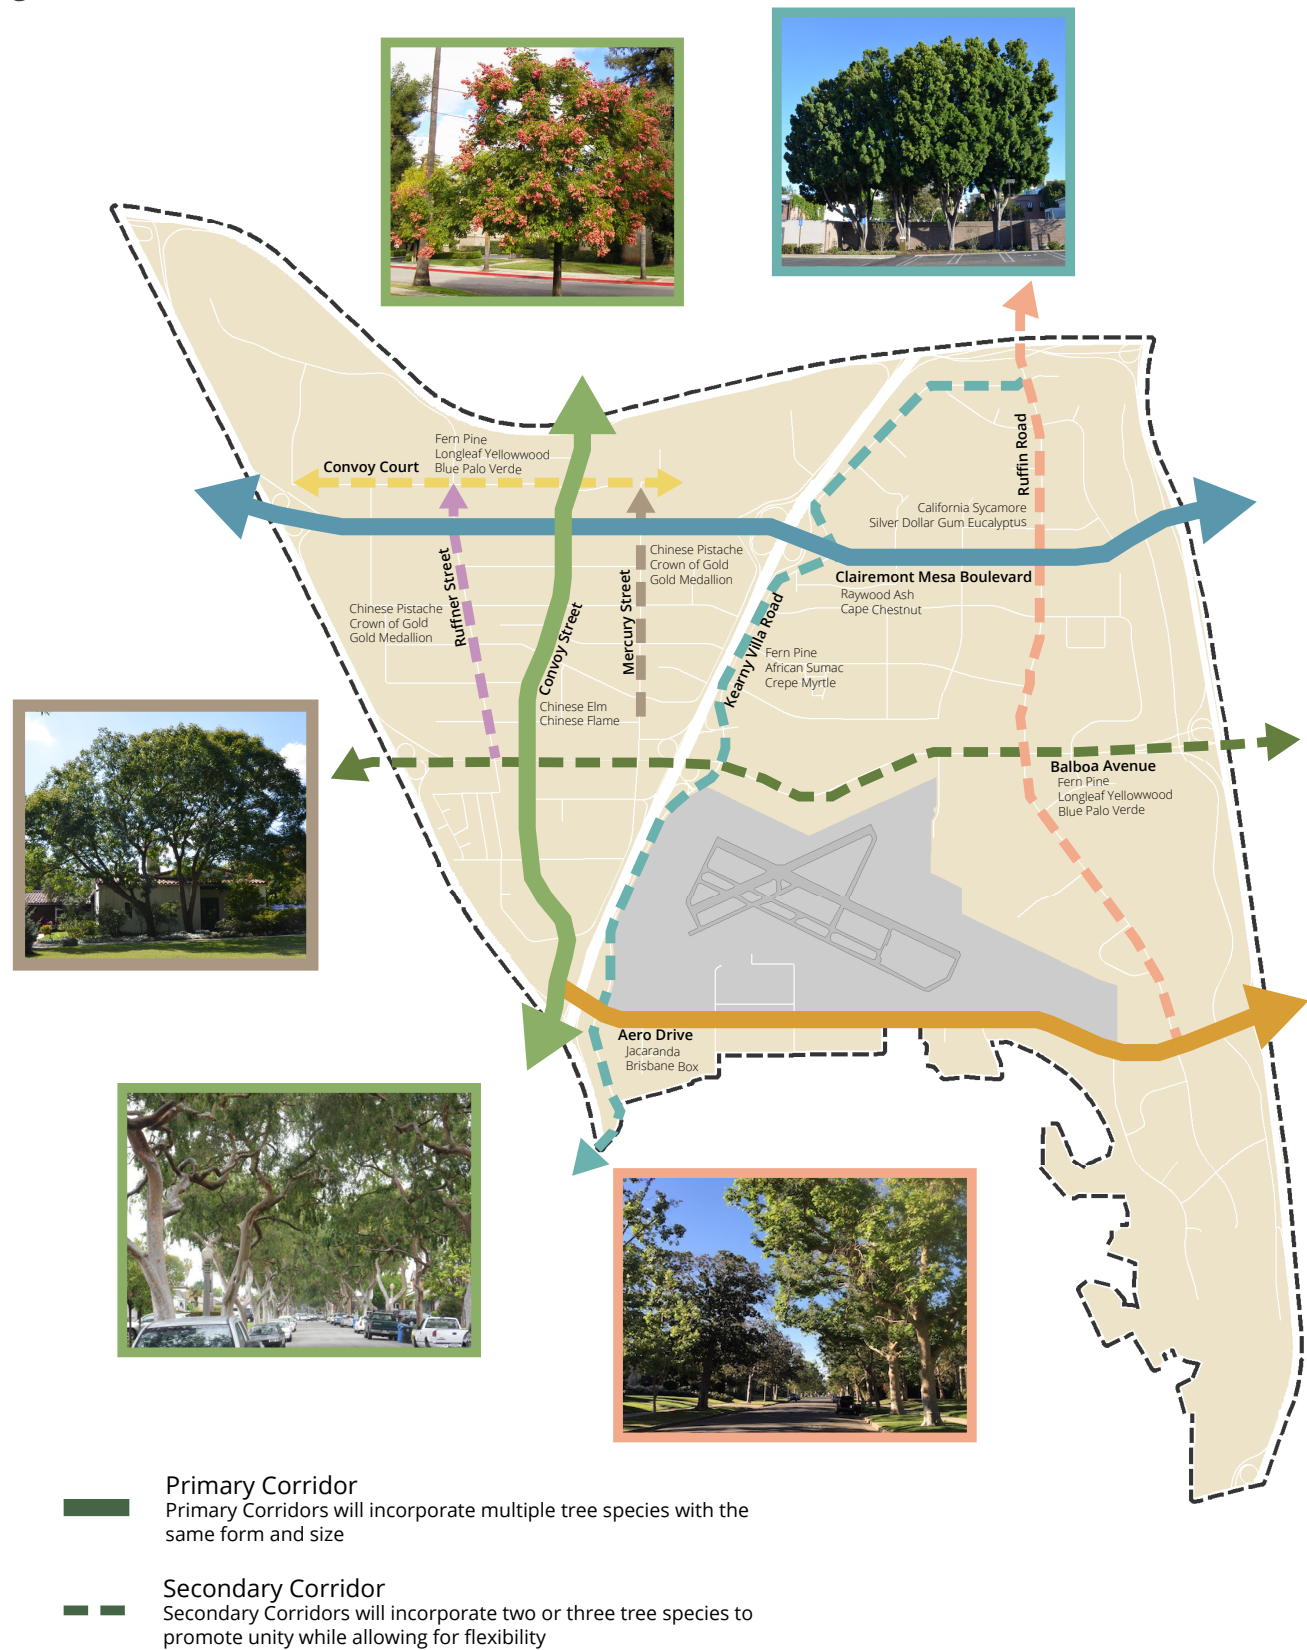 Fern Pine
Longleaf Yellowwood
Blue Palo Verde
Convoy Court
Ruffin Road
California Sycamore
Silver Dollar Gum Eucalyptus
Chinese Pistache
Crown of Gold
Gold Medallion
Clairemont Mesa Boulevard
Raywood Ash
Cape Chestnut
Ruffner Street
Chinese Pistache
Crown of Gold
Gold Medallion
Convoy Street
Chinese Elm
Chinese Flame
Mercury Street
Kearny Villa Road
Fern Pine
African Sumac
Crepe Myrtle
Balboa Avenue
Fern Pine
Longleaf Yellowwood
Blue Palo Verde
Aero Drive
Jacaranda
Brisbane Box
Primary Corridor
Primary Corridors will incorporate multiple tree species with the
same form and size
Secondary Corridor
Secondary Corridors will incorporate two or three tree species to
promote unity while allowing for flexibility